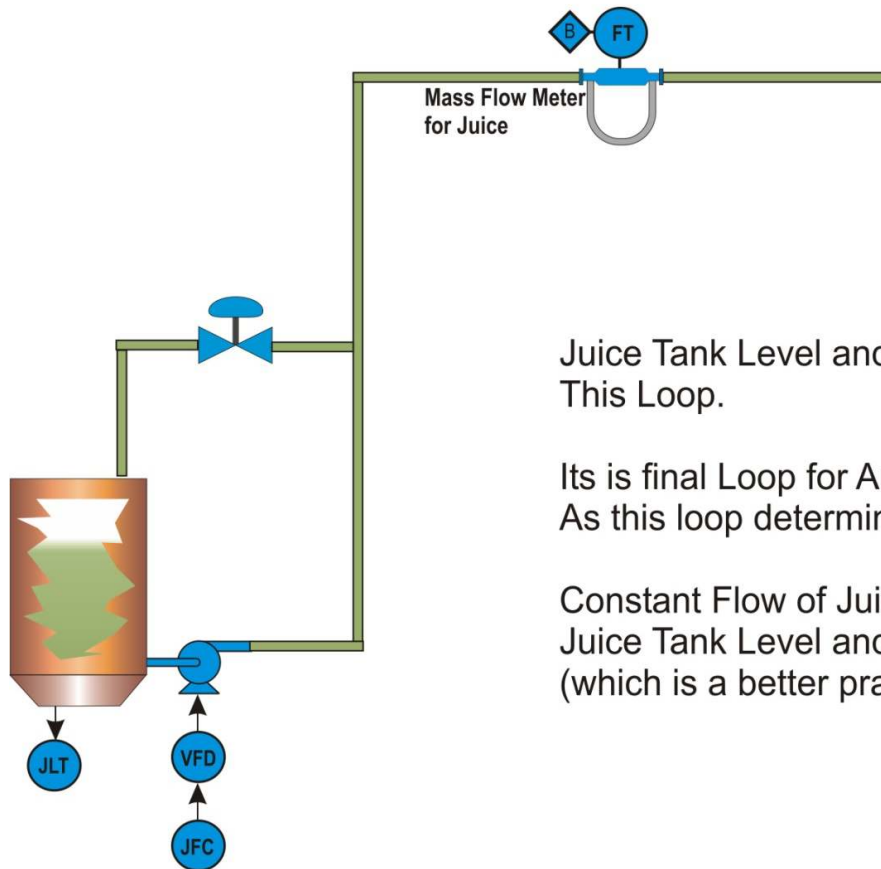 B
FT
Mass Flow Meter
for Juice
Juice Tank Level and
This Loop.
Its is final Loop for A
As this loop determin
Constant Flow of Jui
Juice Tank Level and
(which is a better pra
JLT
VFD
JFC